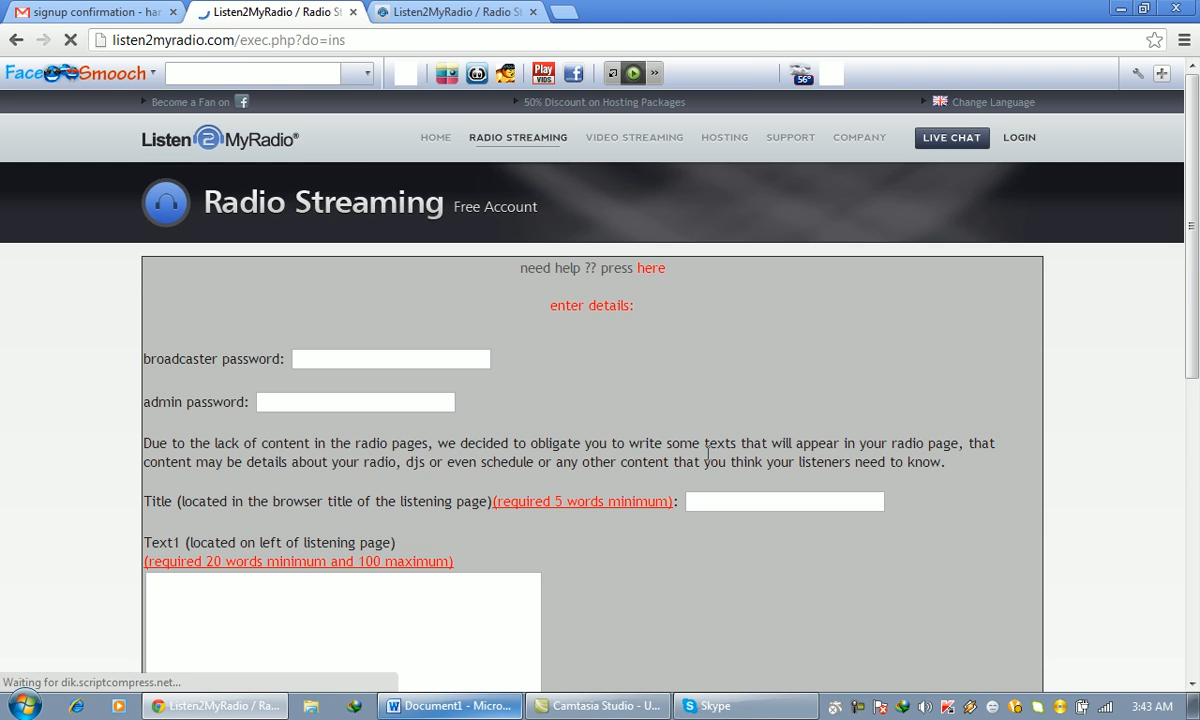 signup confirmation - har
Listen2MyRadio / Radio St
Listen2MyRadio / Radio St
listen2myradio.com/exec.php?do=ins
FaceSmooch
Play
VIDS
56°
Become a Fan on
50% Discount on Hosting Packages
Change Language
Listen2MyRadio®
HOME
RADIO STREAMING
VIDEO STREAMING
HOSTING
SUPPORT
COMPANY
LIVE CHAT
LOGIN
Radio Streaming Free Account
need help ?? press here
enter details:
broadcaster password:
admin password:
Due to the lack of content in the radio pages, we decided to obligate you to write some texts that will appear in your radio page, that
content may be details about your radio, djs or even schedule or any other content that you think your listeners need to know.
Title (located in the browser title of the listening page)(required 5 words minimum):
Text1 (located on left of listening page)
(required 20 words minimum and 100 maximum)
Waiting for dik.scriptcompress.net...
Listen2MyRadio / Ra...
Document1 - Micro...
Camtasia Studio - U...
Skype
3:43 AM